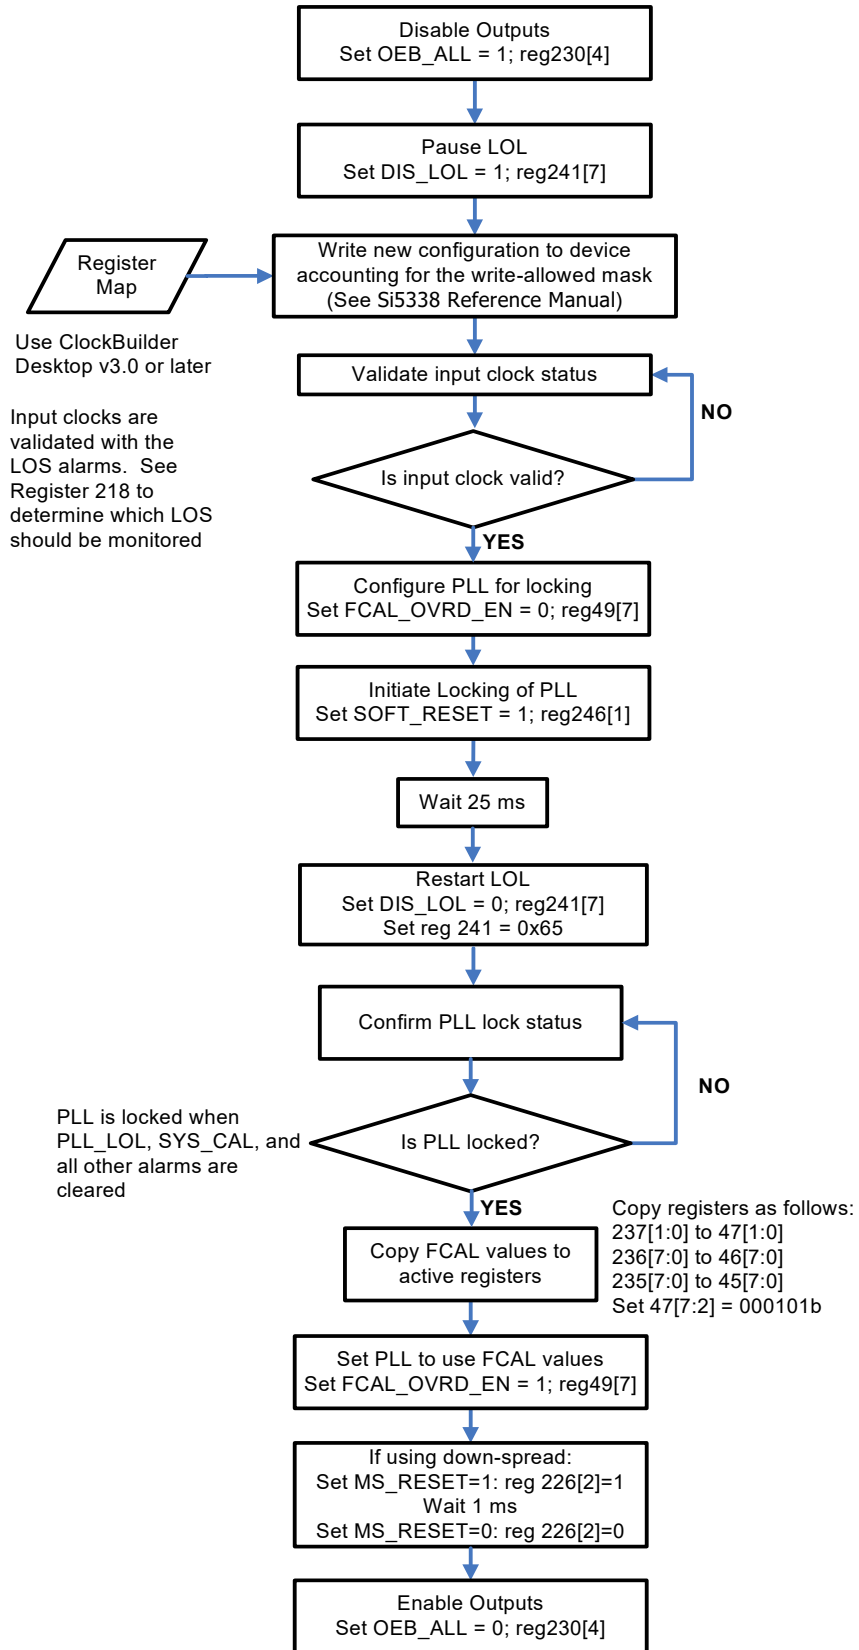 Disable Outputs
Set OEB_ALL = 1; reg230[4]
Pause LOL
Set DIS_LOL = 1; reg241[7]
Register
Map
Write new configuration to device
accounting for the write-allowed mask
(See Si5338 Reference Manual)
Use ClockBuilder
Desktop v3.0 or later
Validate input clock status
NO
Input clocks are
validated with the
LOS alarms.  See
Register 218 to
determine which LOS
should be monitored
Is input clock valid?
YES
Configure PLL for locking
Set FCAL_OVRD_EN = 0; reg49[7]
Initiate Locking of PLL
Set SOFT_RESET = 1; reg246[1]
Wait 25 ms
Restart LOL
Set DIS_LOL = 0; reg241[7]
Set reg 241 = 0x65
Confirm PLL lock status
NO
PLL is locked when
PLL_LOL, SYS_CAL, and
all other alarms are
cleared
Is PLL locked?
YES
Copy registers as follows:
237[1:0] to 47[1:0]
236[7:0] to 46[7:0]
235[7:0] to 45[7:0]
Set 47[7:2] = 000101b
Copy FCAL values to
active registers
Set PLL to use FCAL values
Set FCAL_OVRD_EN = 1; reg49[7]
If using down-spread:
Set MS_RESET=1: reg 226[2]=1
Wait 1 ms
Set MS_RESET=0: reg 226[2]=0
Enable Outputs
Set OEB_ALL = 0; reg230[4]